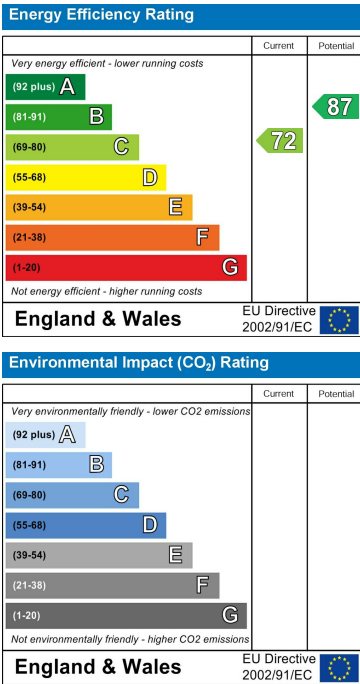 Energy Efficiency Rating
Current Potential
Very energy efficient - lower running costs
(92 plus) A
(81-91) B
87
(69-80) C
72
(55-68) D
(39-54) E
(21-38) F
(1-20) G
Not energy efficient - higher running costs
England & Wales
EU Directive
2002/91/EC
Environmental Impact (CO₂) Rating
Current Potential
Very environmentally friendly - lower CO2 emissions
(92 plus) A
(81-91) B
(69-80) C
(55-68) D
(39-54) E
(21-38) F
(1-20) G
Not environmentally friendly - higher CO2 emissions
England & Wales
EU Directive
2002/91/EC